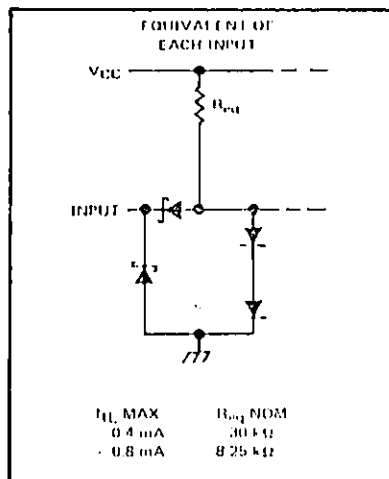 EQUIVALENT OF
EACH INPUT
VCC
Req
INPUT
IIL MAX Req NOM
0.4 mA 30 kΩ
- 0.8 mA 8.25 kΩ